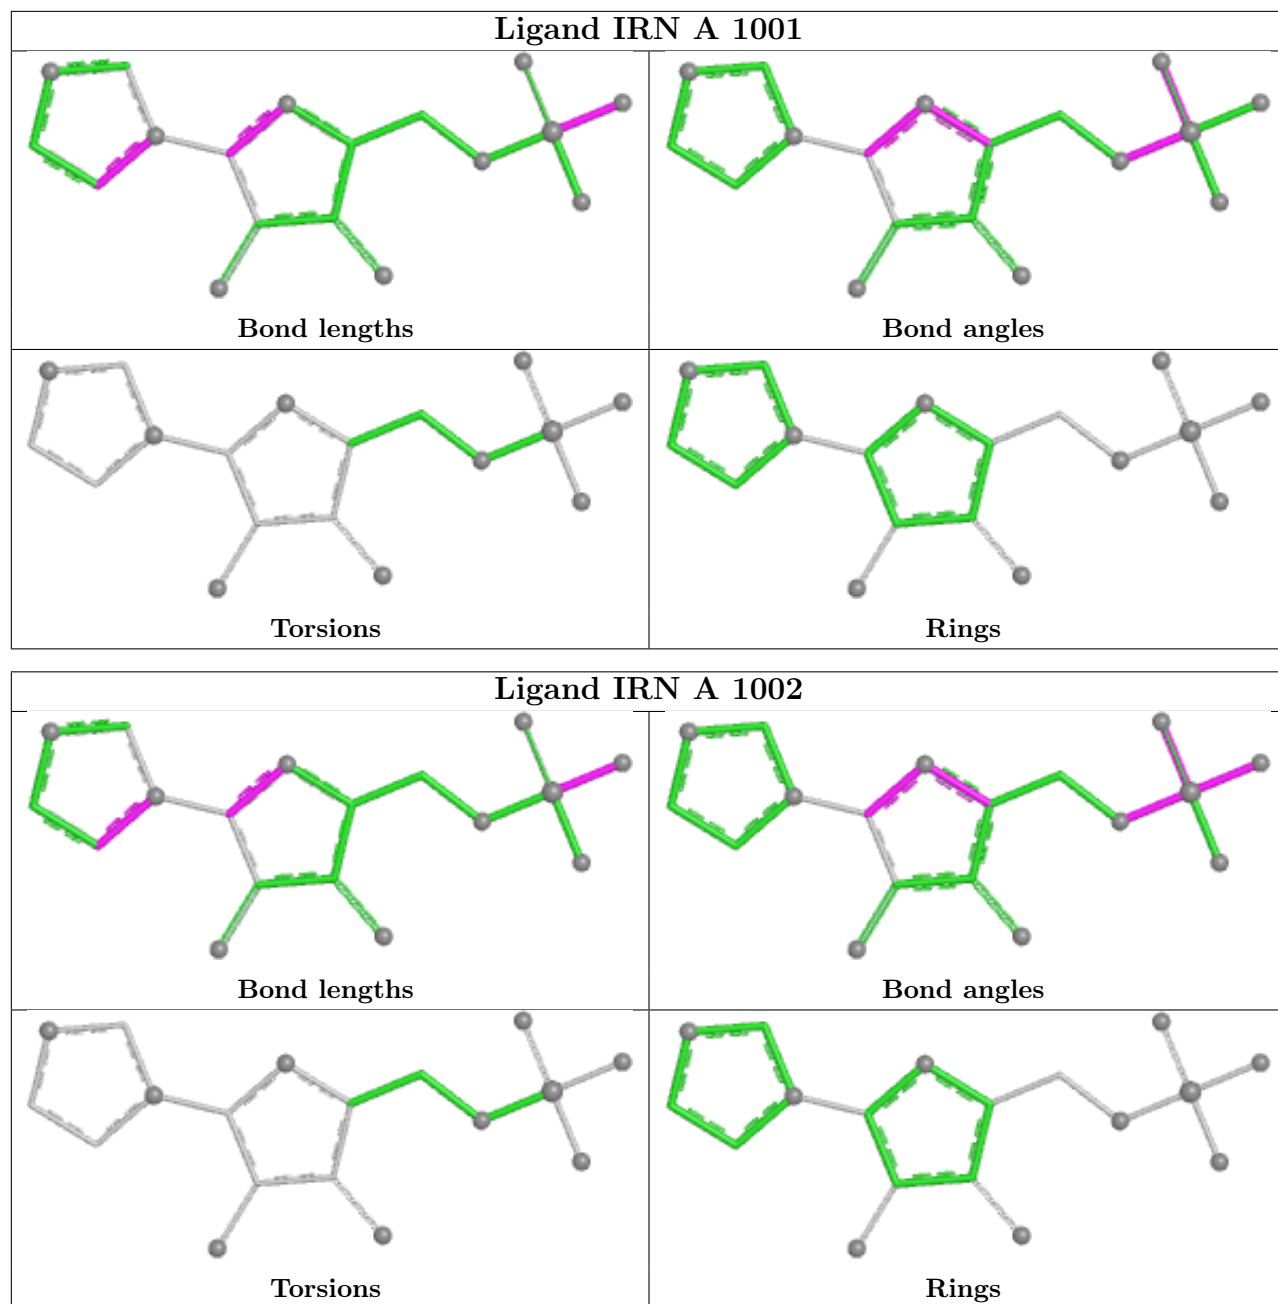 Ligand IRN A 1001
Bond lengths
Bond angles
Torsions
Rings
Ligand IRN A 1002
Bond lengths
Bond angles
Torsions
Rings